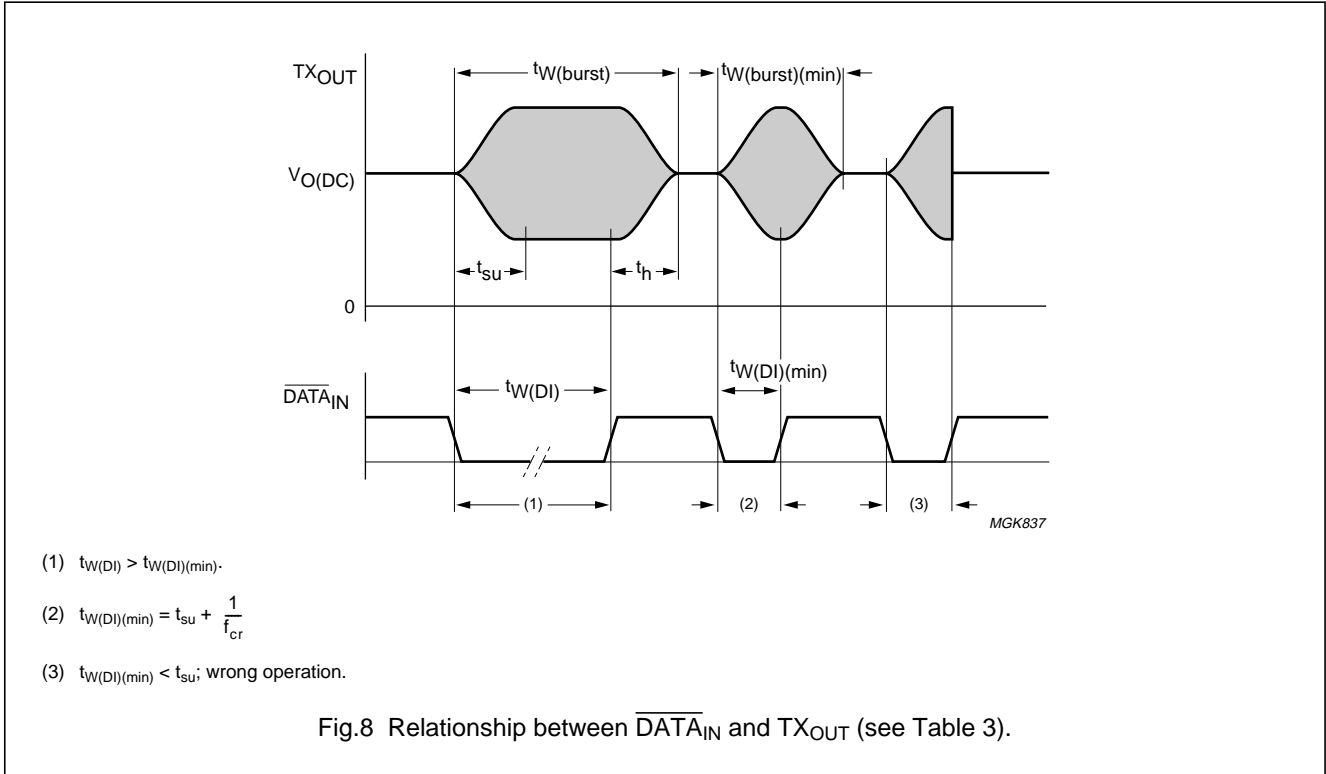 TXOUT
tW(burst)
tW(burst)(min)
VO(DC)
tsu
th
0
DATAIN
tW(DI)
tW(DI)(min)
(1)
(2)
(3)
MGK837
(1) tW(DI) > tW(DI)(min).
(2) tW(DI)(min) = tsu + 1/fcr
(3) tW(DI)(min) < tsu; wrong operation.
Fig.8 Relationship between DATAIN and TXOUT (see Table 3).